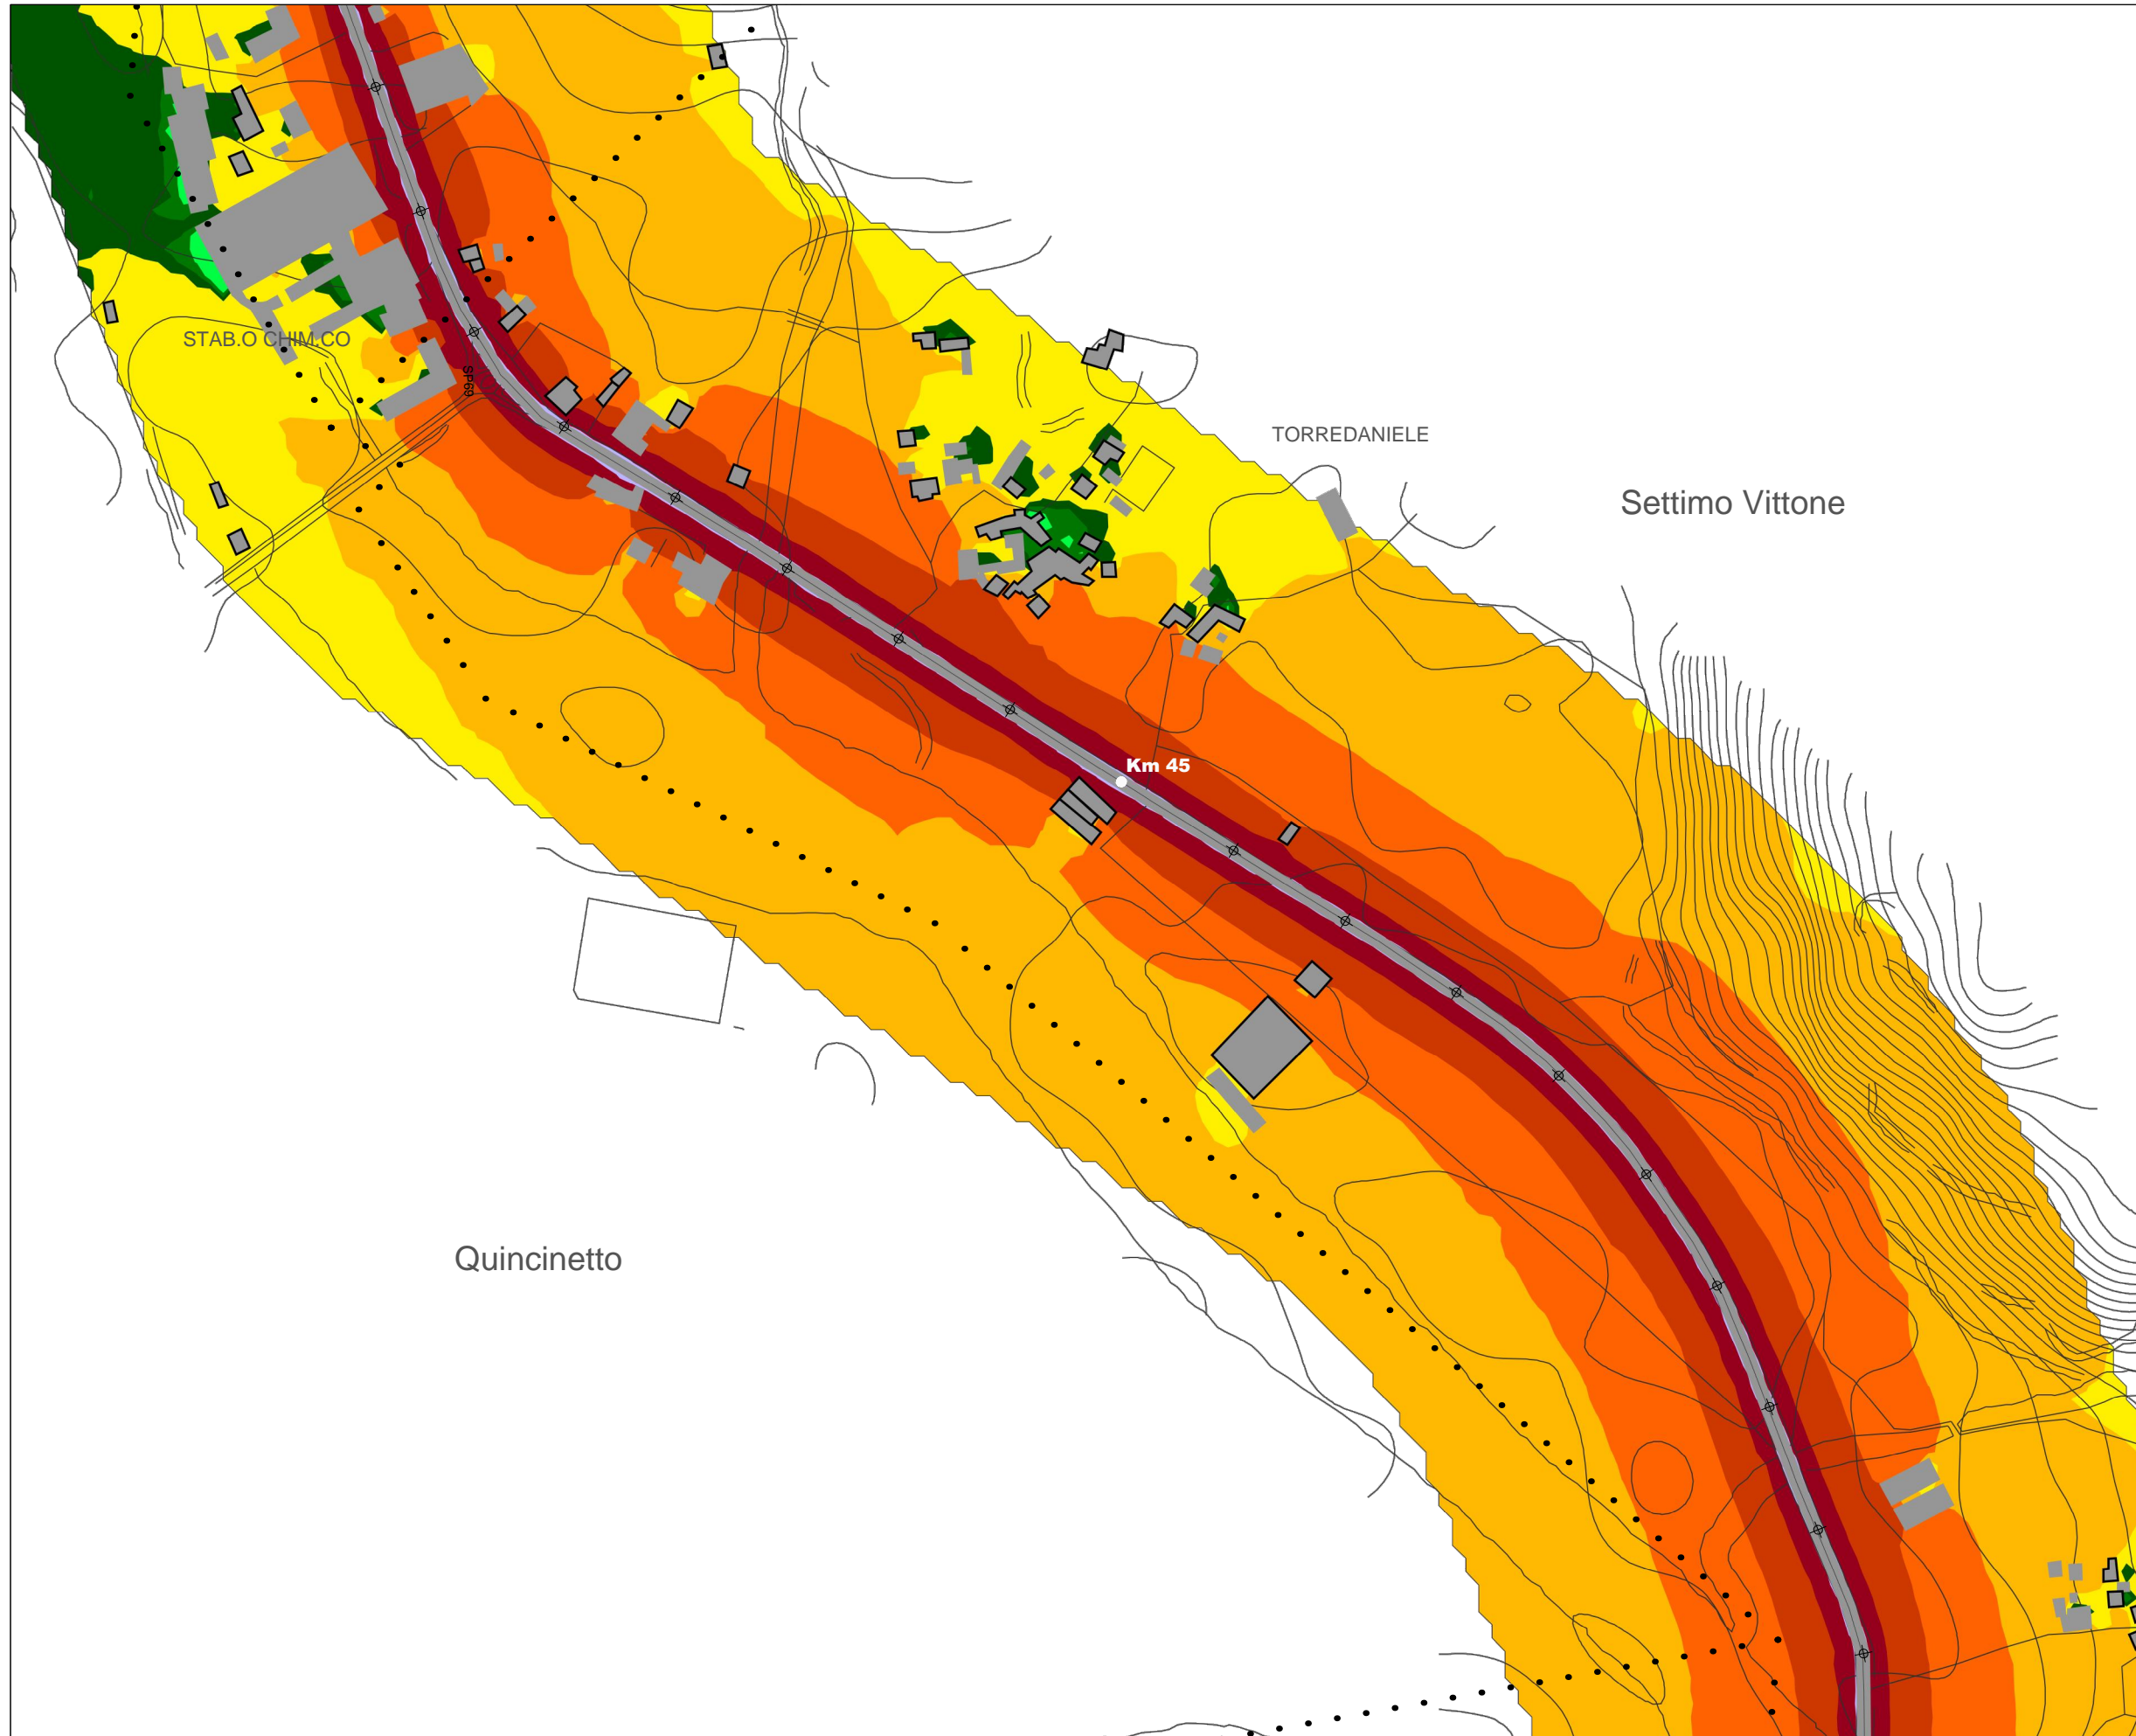 STAB.O CHIM.CO
SP69
TORREDANIELE
Settimo Vittone
Km 45
Quincinetto